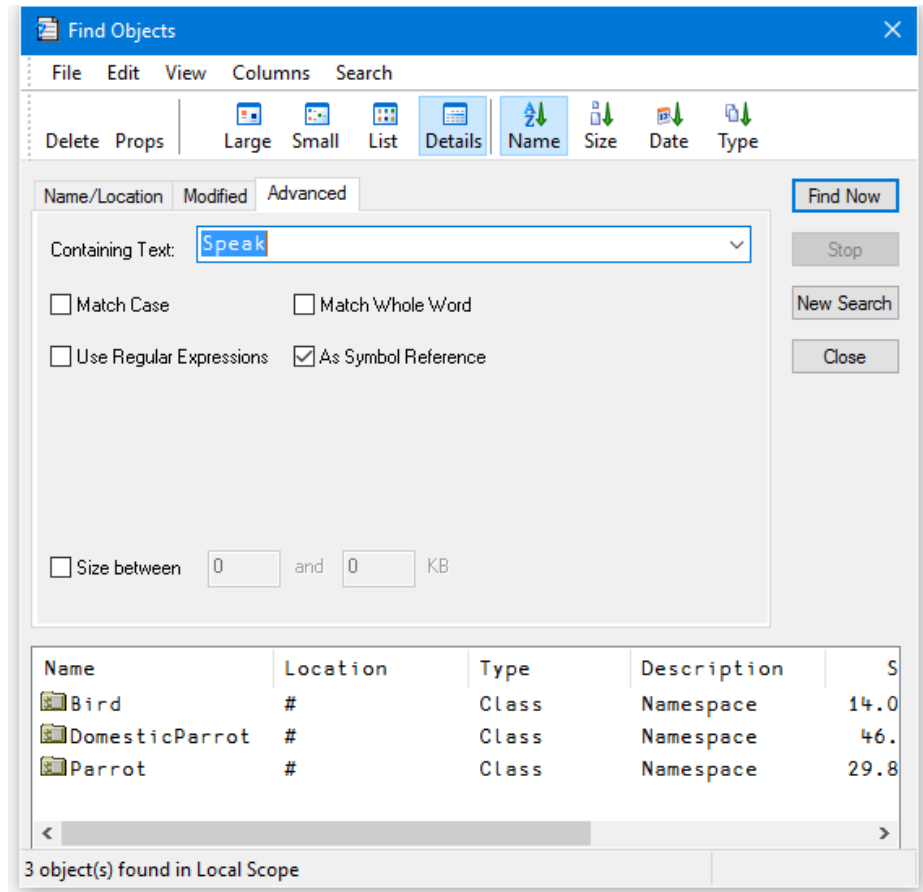 Find Objects
File Edit View Columns Search
Delete Props Large Small List Details Name Size Date Type
Name/Location Modified Advanced
Find Now
Containing Text: Speak
Stop
Match Case Match Whole Word
New Search
Use Regular Expressions As Symbol Reference
Close
Size between 0 and 0 KB
Name Location Type Description S
Bird # Class Namespace 14.0
DomesticParrot # Class Namespace 46.
Parrot # Class Namespace 29.8
3 object(s) found in Local Scope